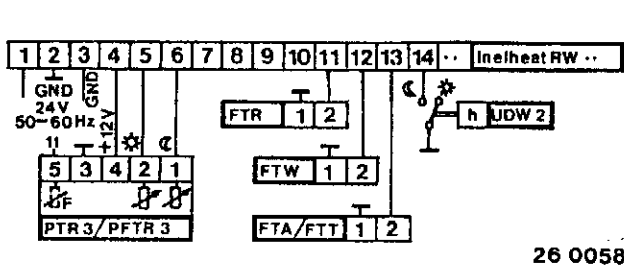 1 2 3 4 5 6 7 8 9 10 11 12 13 14 ·· Inelheat RW ··
GND
24V
50~60Hz
GND
+12V
11
5 3 4 2 1
F
PTR 3/PFTR 3
FTR 1 2
FTW 1 2
FTA/FTT 1 2
h UDW 2
26 0058